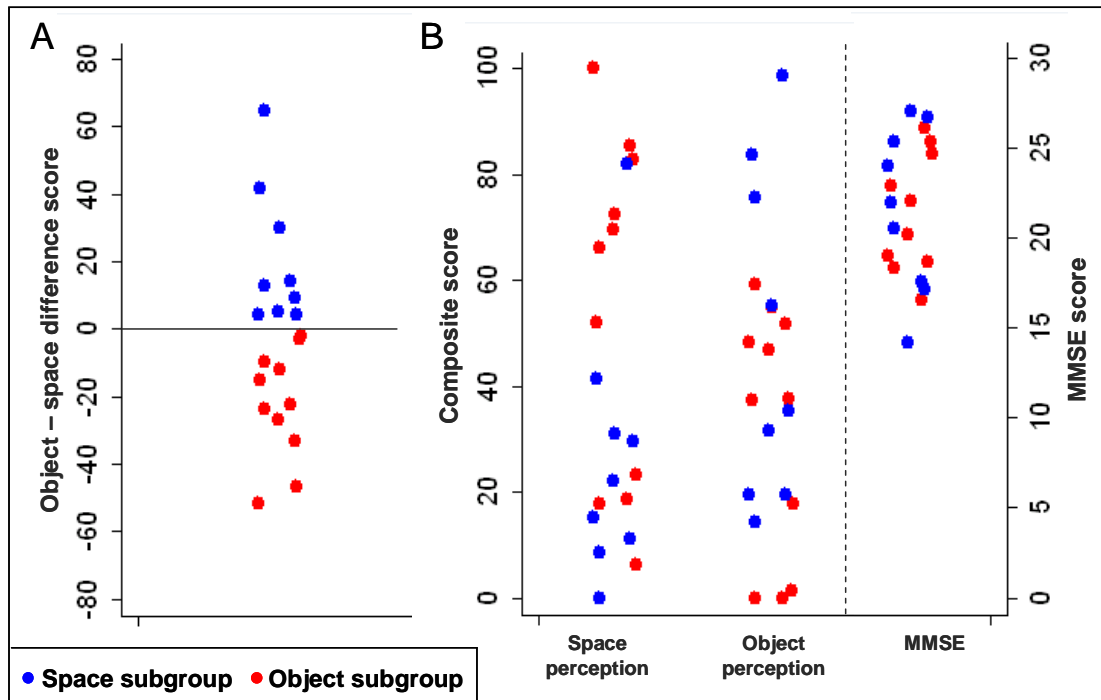 A
B
Object – space difference score
80
60
40
20
0
-20
-40
-60
-80
Composite score
100
80
60
40
20
0
30
25
20
15
10
5
0
MMSE score
Space
perception
Object
perception
MMSE
Space subgroup
Object subgroup